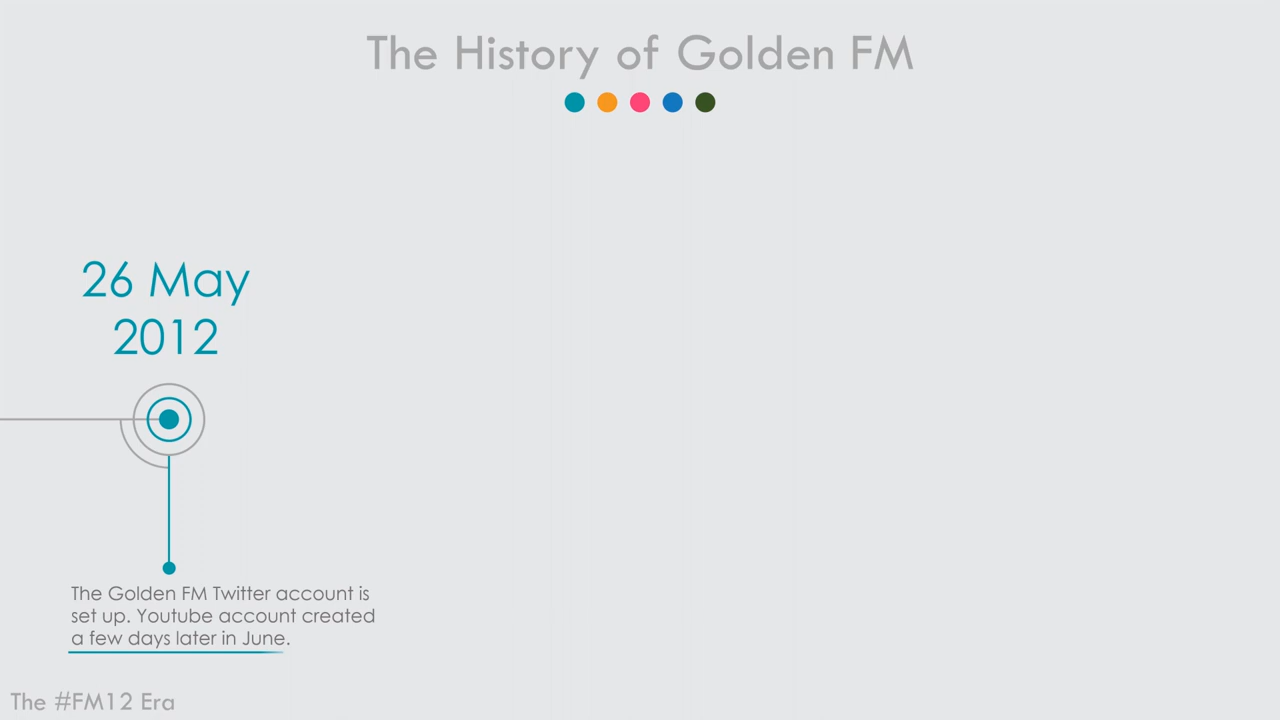 The History of Golden FM
26 May
2012
The Golden FM Twitter account is
set up. Youtube account created
a few days later in June.
The #FM12 Era